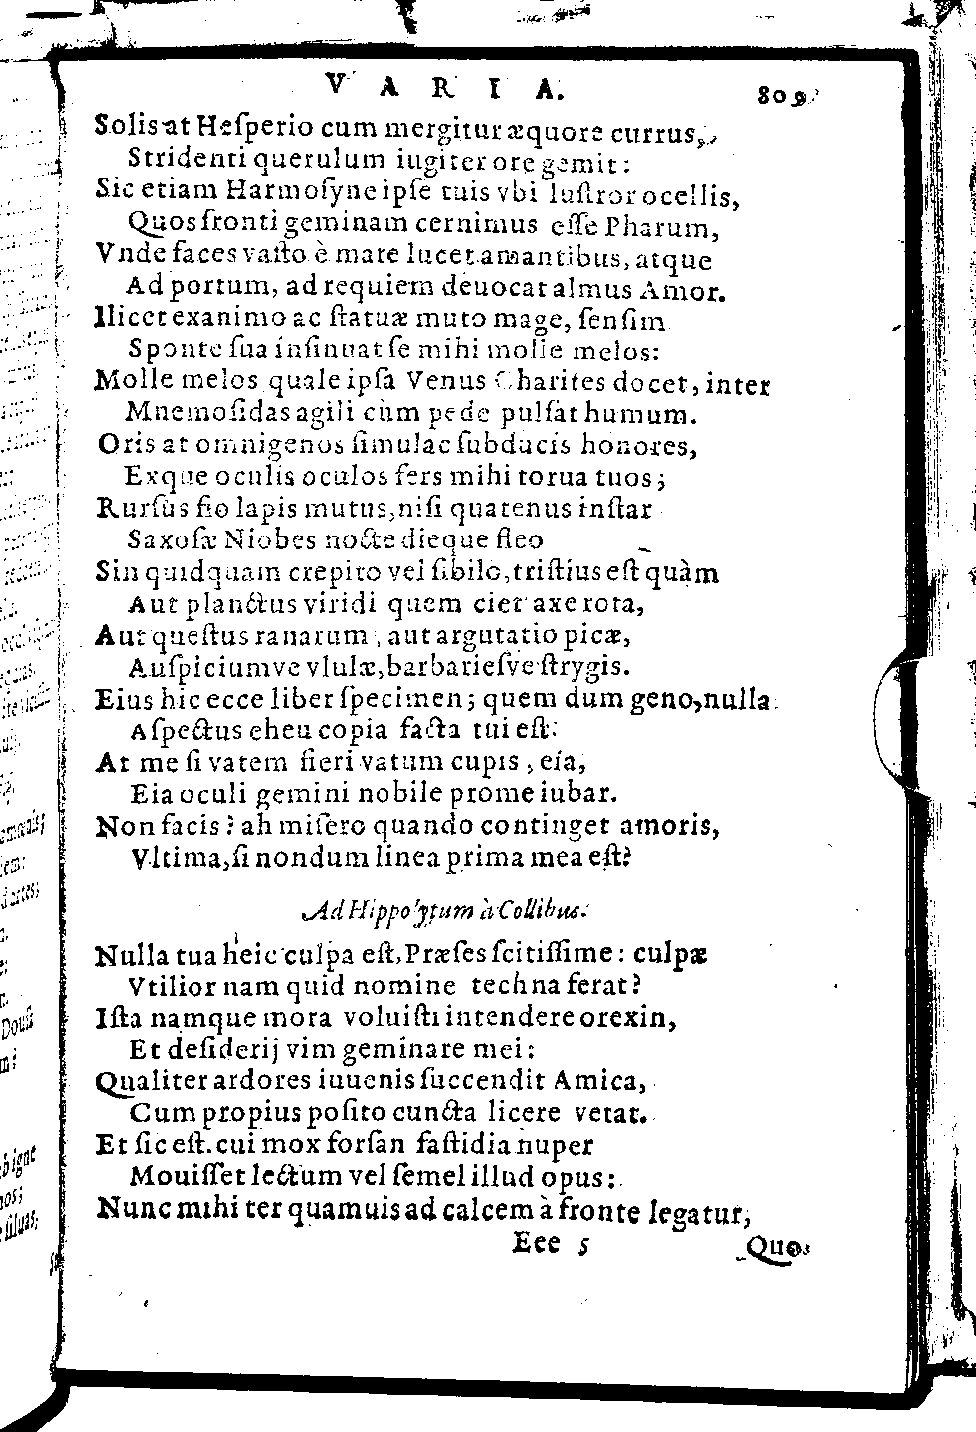 V A R I A. 809
Solis at Heſperio cum mergitur æquore currus,
Stridenti querulum iugiter ore gemit:
Sic etiam Harmoſyne ipſe tuis vbi luſtror ocellis,
Quos fronti geminam cernimus eſſe Pharum,
Vnde faces vaſto è mare lucet amantibus, atque
Ad portum, ad requiem deuocat almus Amor.
Ilicet exanimo ac ſtatuæ muto mage, ſenſim
Sponte ſua inſinuat ſe mihi molle melos:
Molle melos quale ipſa Venus Charites docet, inter
Mnemoſidas agili cùm pede pulſat humum.
Oris at omnigenos ſimulac ſubducis honores,
Exque oculis oculos fers mihi torua tuos;
Rurſus fio lapis mutus, niſi quatenus inſtar
Saxoſæ Niobes nocte dieque fleo
Sin quidquam crepito vel ſibilo, triſtius eſt quàm
Aut planctus viridi quem ciet axe rota,
Aut queſtus ranarum, aut argutatio picæ,
Auſpiciumve vlulæ, barbarieſve ſtrygis.
Eius hic ecce liber ſpecimen; quem dum geno, nulla
Aſpectus eheu copia facta tui eſt:
At me ſi vatem fieri vatum cupis, eia,
Eia oculi gemini nobile prome iubar.
Non facis? ah miſero quando continget amoris,
Vltima, ſi nondum linea prima mea eſt?
Ad Hippolytum à Collibus.
Nulla tua heic culpa eſt, Præſes ſcitiſſime: culpæ
Vtilior nam quid nomine techna ferat?
Iſta namque mora voluiſti intendere orexin,
Et deſiderij vim geminare mei:
Qualiter ardores iuuenis ſuccendit Amica,
Cum propius poſito cuncta licere vetat.
Et ſic eſt. cui mox forſan faſtidia nuper
Mouiſſet lectum vel ſemel illud opus:
Nunc mihi ter quamuis ad calcem à fronte legatur,
Eee 5 Quo